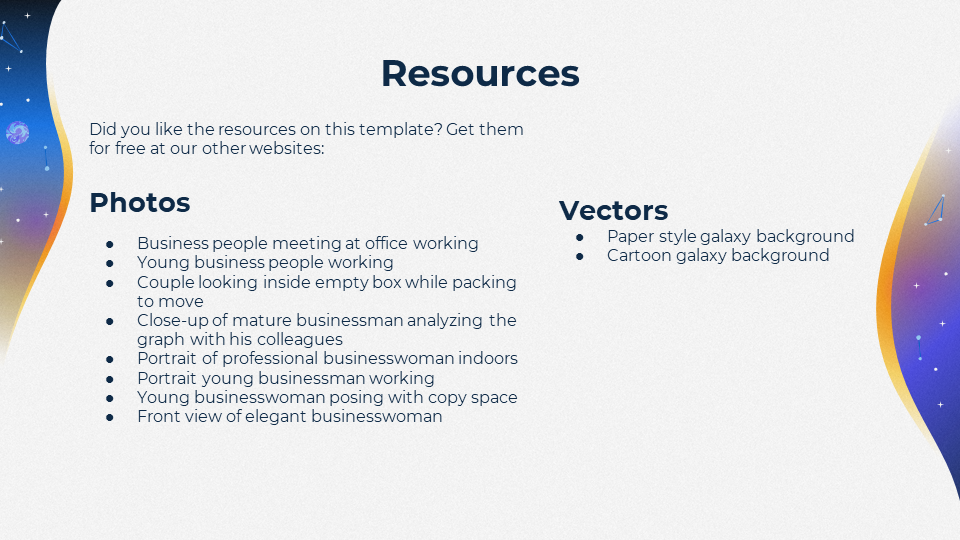 Resources
Did you like the resources on this template? Get them
for free at our other websites:
Photos
● Business people meeting at office working
● Young business people working
● Couple looking inside empty box while packing
to move
● Close-up of mature businessman analyzing the
graph with his colleagues
● Portrait of professional businesswoman indoors
● Portrait young businessman working
● Young businesswoman posing with copy space
● Front view of elegant businesswoman
Vectors
● Paper style galaxy background
● Cartoon galaxy background